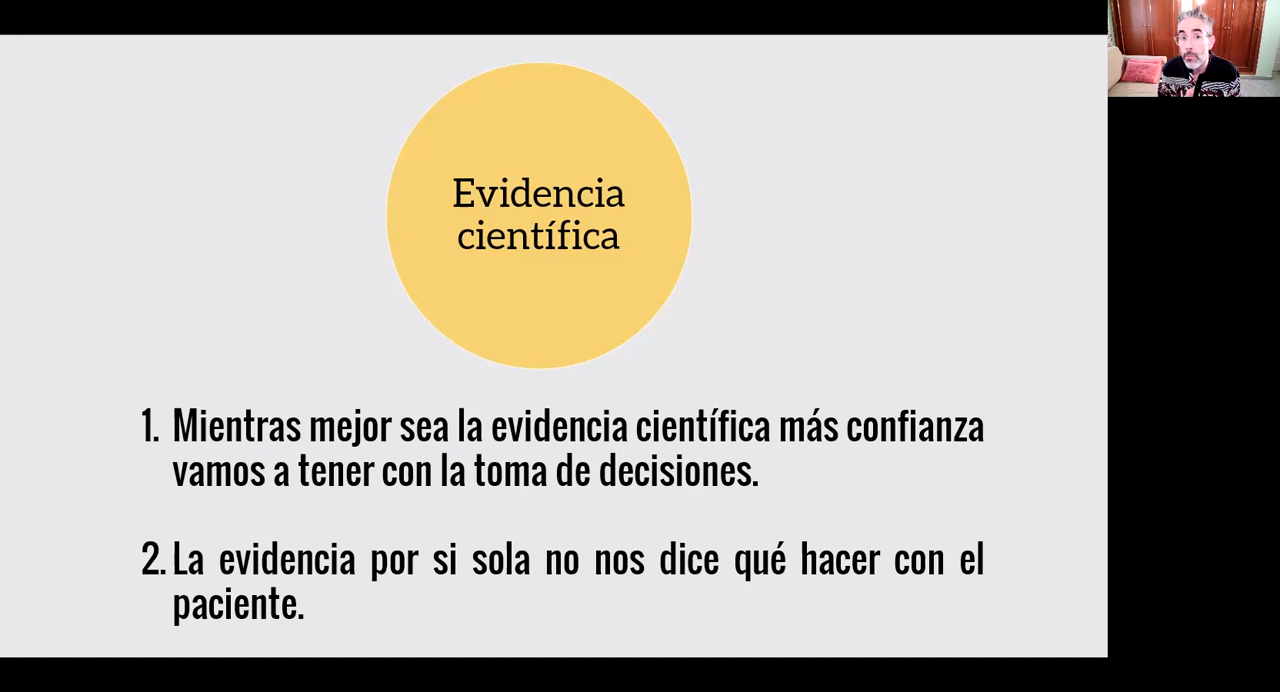 Evidencia
científica
1. Mientras mejor sea la evidencia científica más confianza
vamos a tener con la toma de decisiones.
2. La evidencia por si sola no nos dice qué hacer con el
paciente.